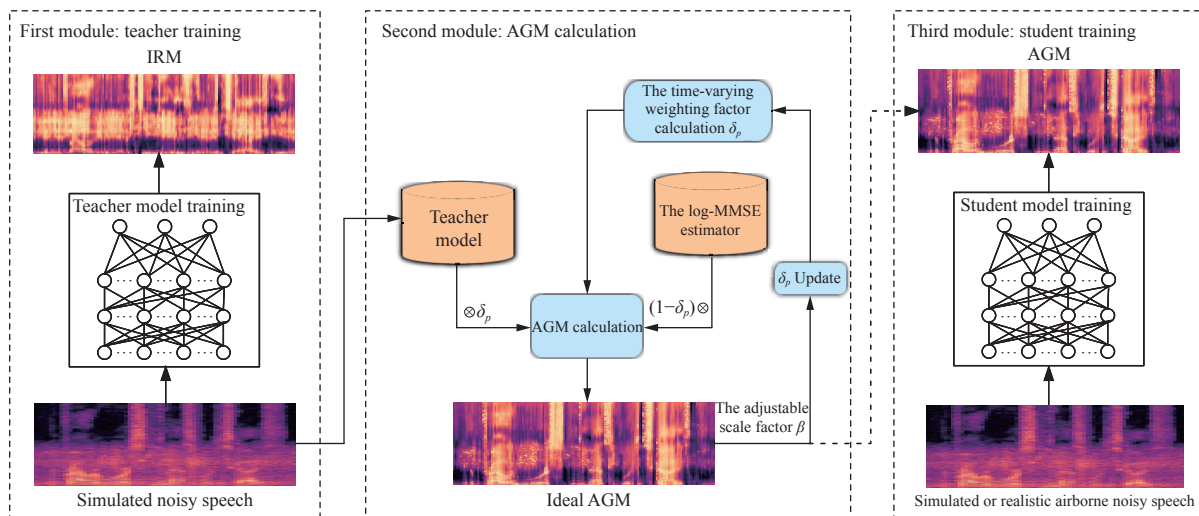 First module: teacher training
IRM
Teacher model training
Simulated noisy speech
Second module: AGM calculation
The time-varying
weighting factor
calculation δp
Teacher
model
The log-MMSE
estimator
δp Update
⊗δp
(1−δp)⊗
AGM calculation
The adjustable
scale factor β
Ideal AGM
Third module: student training
AGM
Student model training
Simulated or realistic airborne noisy speech